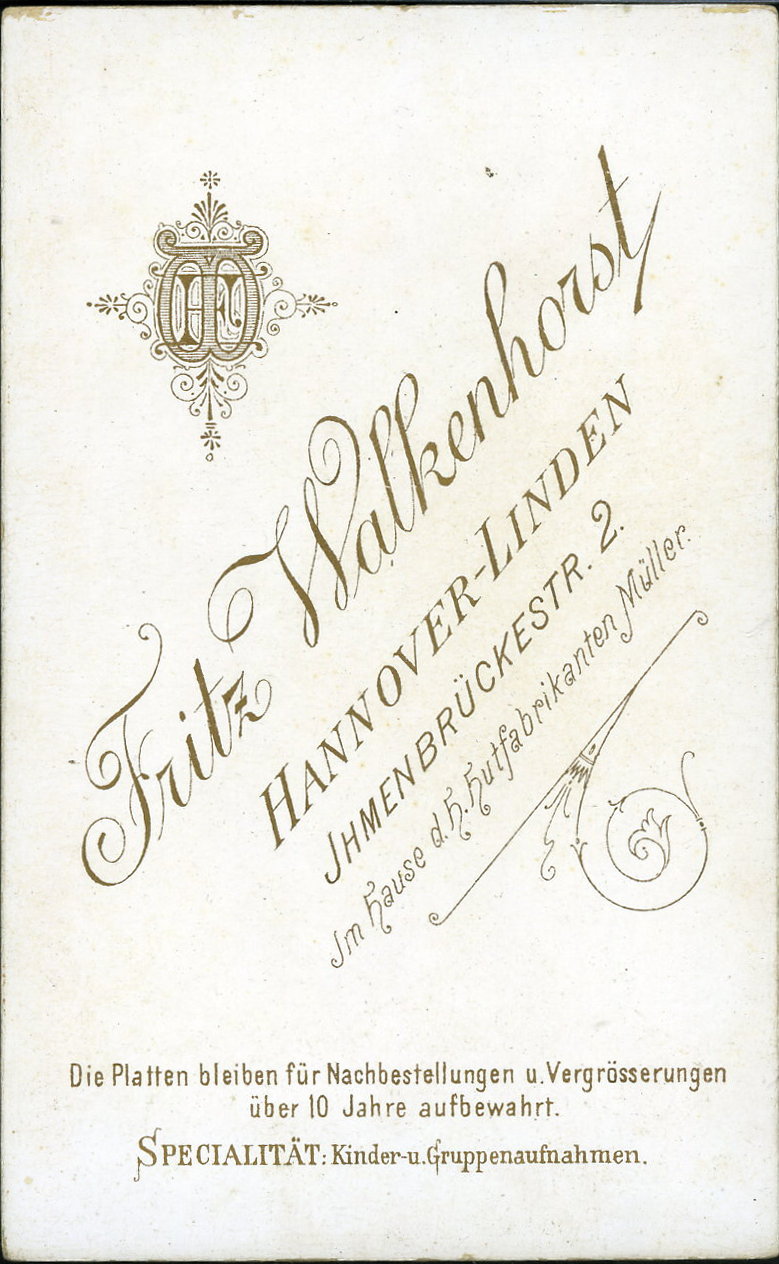 Fritz Walkenhorst
HANNOVER-LINDEN
JHMENBRÜCKESTR. 2.
Jm Hause d. H. Hutfabrikanten Müller.
Die Platten bleiben für Nachbestellungen u. Vergrösserungen
über 10 Jahre aufbewahrt.
SPECIALITÄT: Kinder-u. Gruppenaufnahmen.